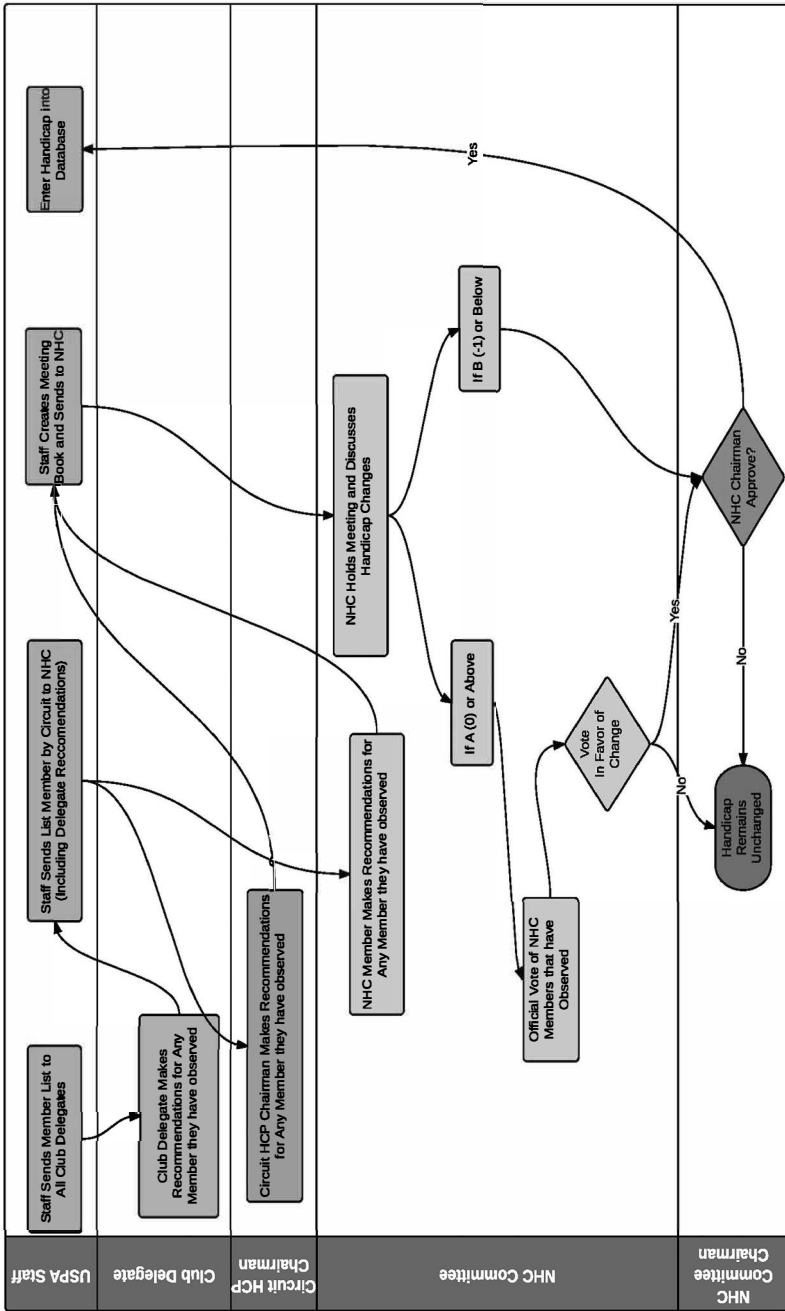 USPA Staff
Staff Sends Member List to
All Club Delegates
Staff Sends List Member by Circuit to NHC
(Including Delegate Reccomendations)
Staff Creates Meeting
Book and Sends to NHC
Enter Handicap into
Database
Club Delegate
Club Delegate Makes
Recommendations for Any
Member they have observed
Circuit HCP
Chairman
Circuit HCP Chairman Makes Recommendations
for Any Member they have observed
NHC Committee
NHC Member Makes Recommendations for
Any Member they have observed
NHC Holds Meeting and Discusses
Handicap Changes
If A (0) or Above
If B (-1) or Below
Official Vote of NHC
Members that have
Observed
Vote
In Favor of
Change
Yes
No
Yes
NHC
Committee
Chairman
Handicap
Remains
Unchanged
No
NHC Chairman
Approve?